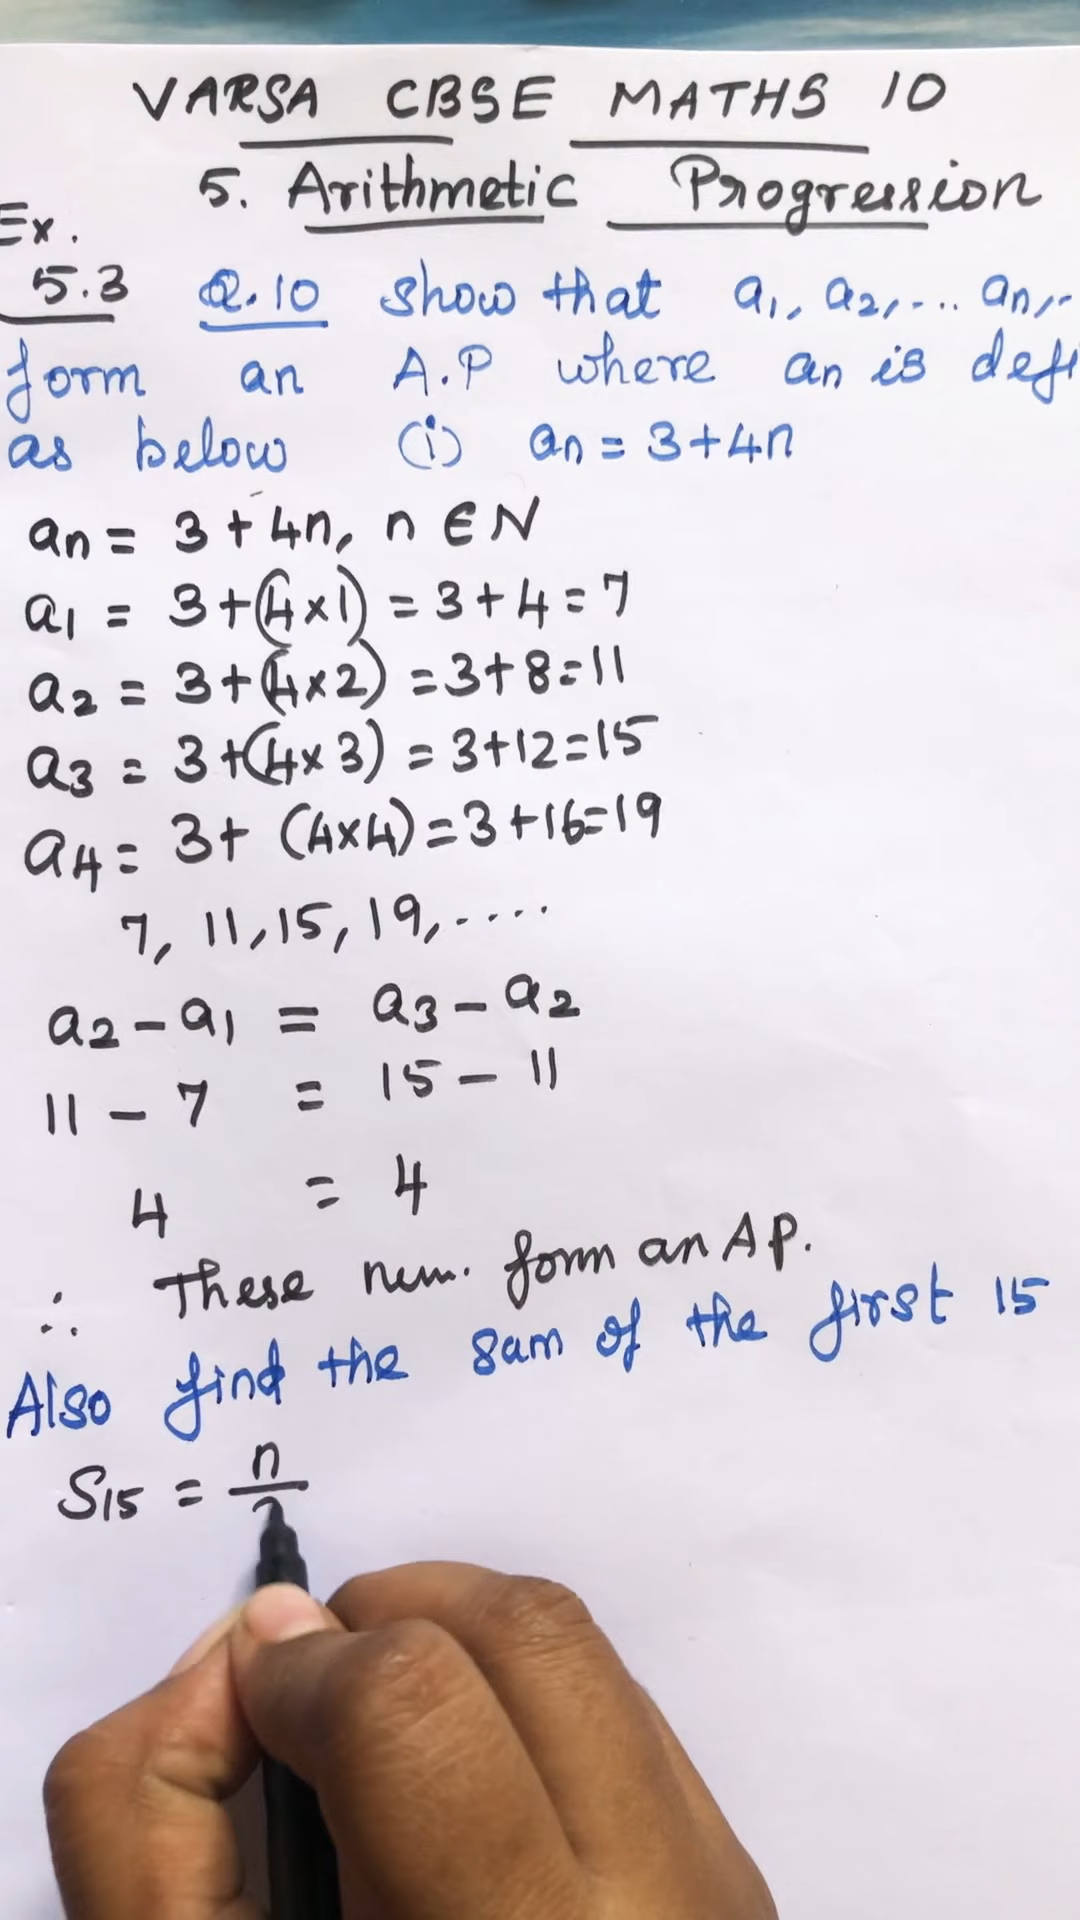 VARSA CBSE MATHS 10
5. Arithmetic Progression
Ex.
5.3 Q.10 show that a1, a2, ... an,..
form an A.P where an is defi
as below (i) an = 3+4n
an = 3 + 4n, n ∈ N
a1 = 3+(4×1) = 3+4=7
a2 = 3+(4×2) =3+8=11
a3 = 3+(4×3) = 3+12=15
a4 = 3+ (4×4)=3+16=19
7, 11, 15, 19, ....
a2-a1 = a3-a2
11 - 7 = 15 - 11
4 = 4
∴ These num. form an AP.
Also find the sum of the first 15
S15 = n/2